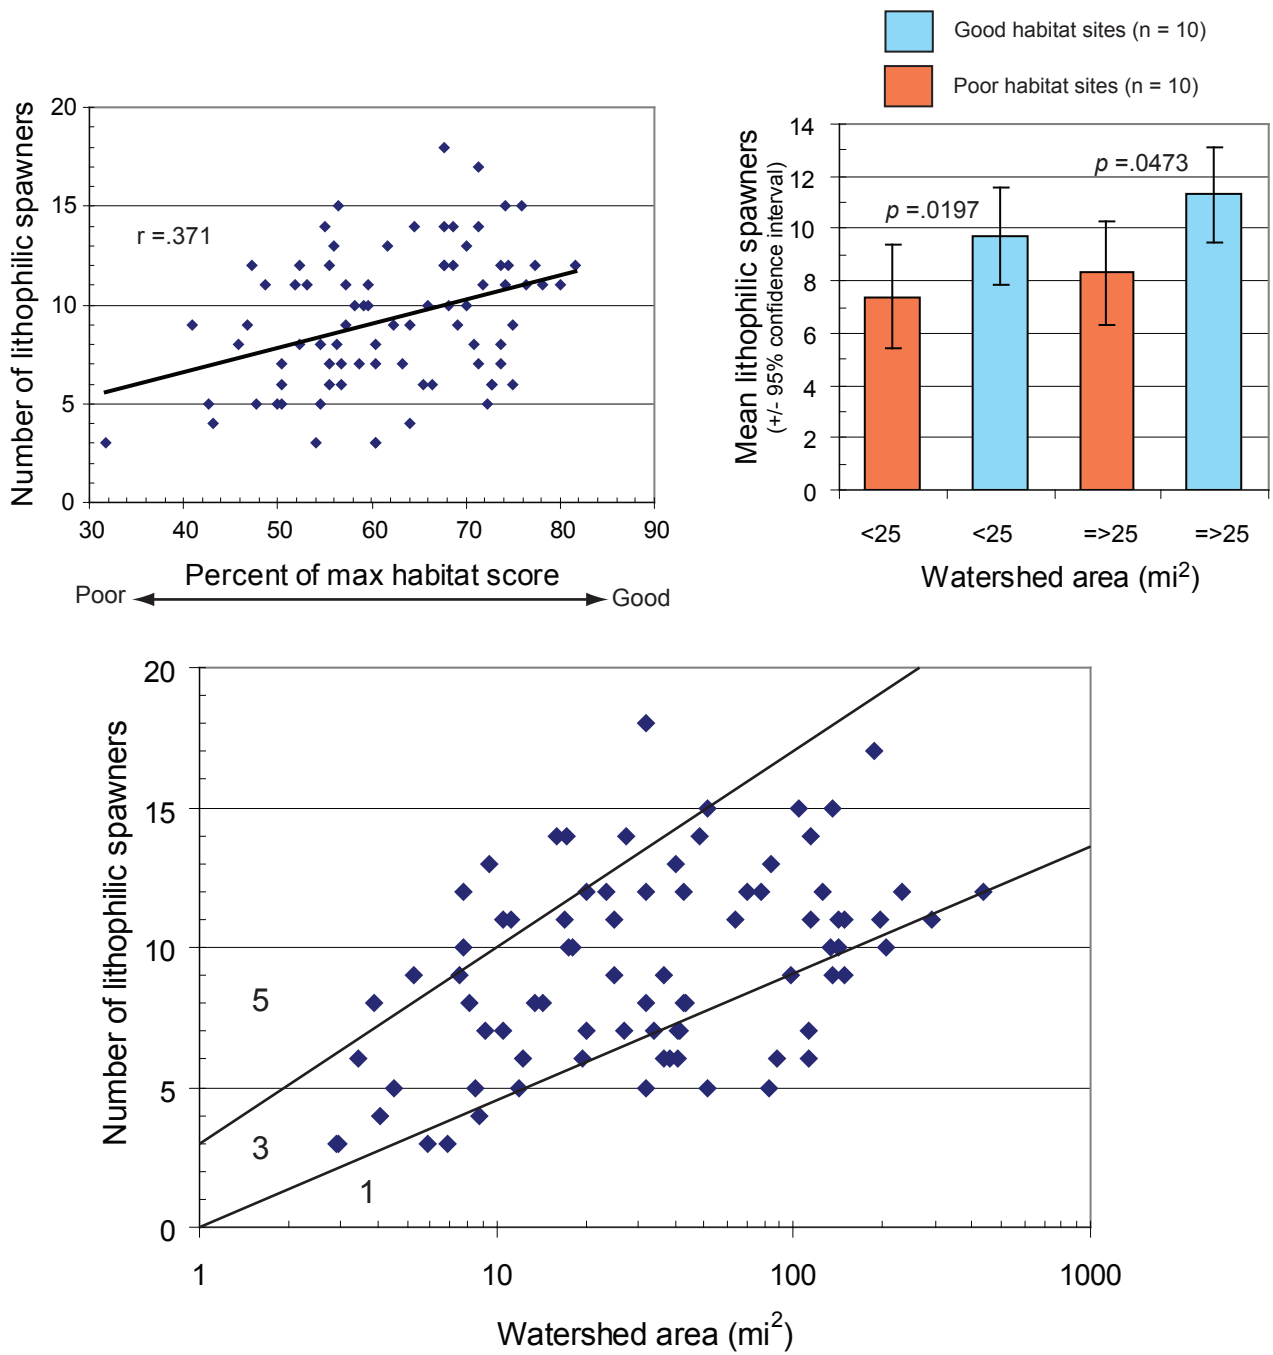 Good habitat sites (n = 10)
Poor habitat sites (n = 10)
Number of lithophilic spawners
20
15
10
5
0
r =.371
30 40 50 60 70 80 90
Percent of max habitat score
Poor Good
Mean lithophilic spawners
(+/- 95% confidence interval)
14
12
10
8
6
4
2
0
p =.0197
p =.0473
<25 <25 =>25 =>25
Watershed area (mi²)
Number of lithophilic spawners
20
15
10
5
0
5
3
1
1 10 100 1000
Watershed area (mi²)